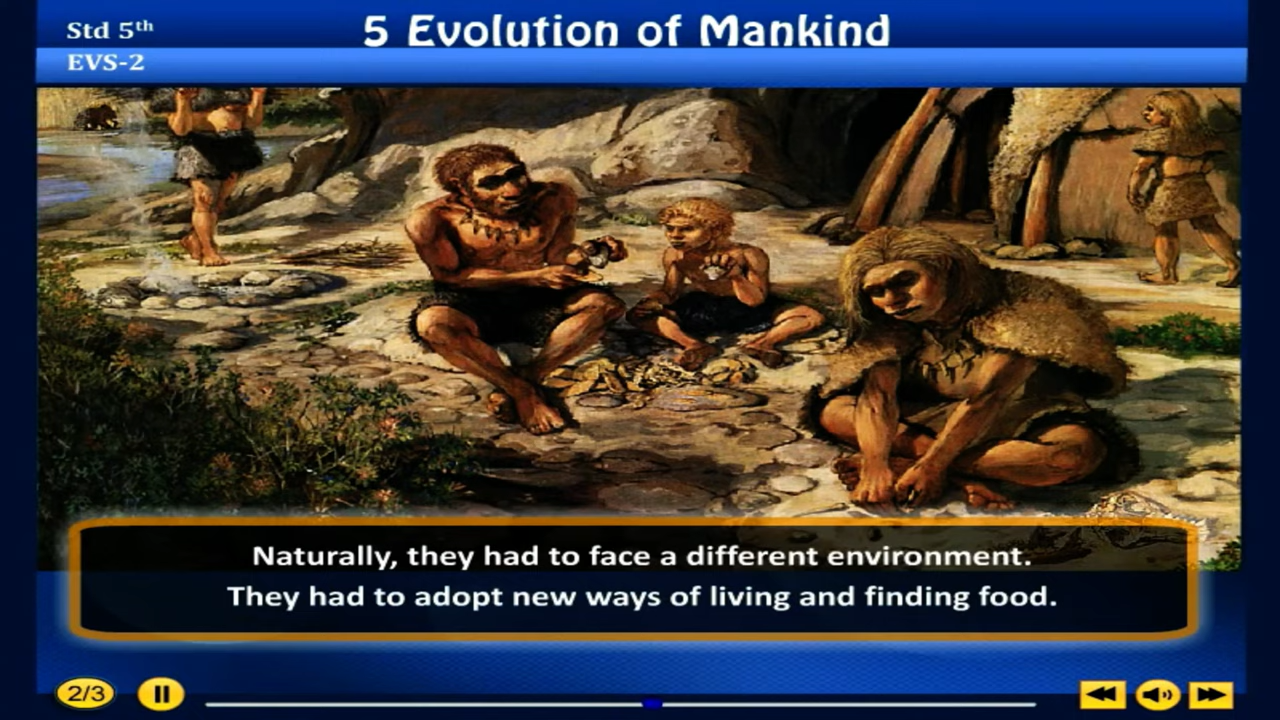 Std 5th
5 Evolution of Mankind
EVS-2
Naturally, they had to face a different environment.
They had to adopt new ways of living and finding food.
2/3